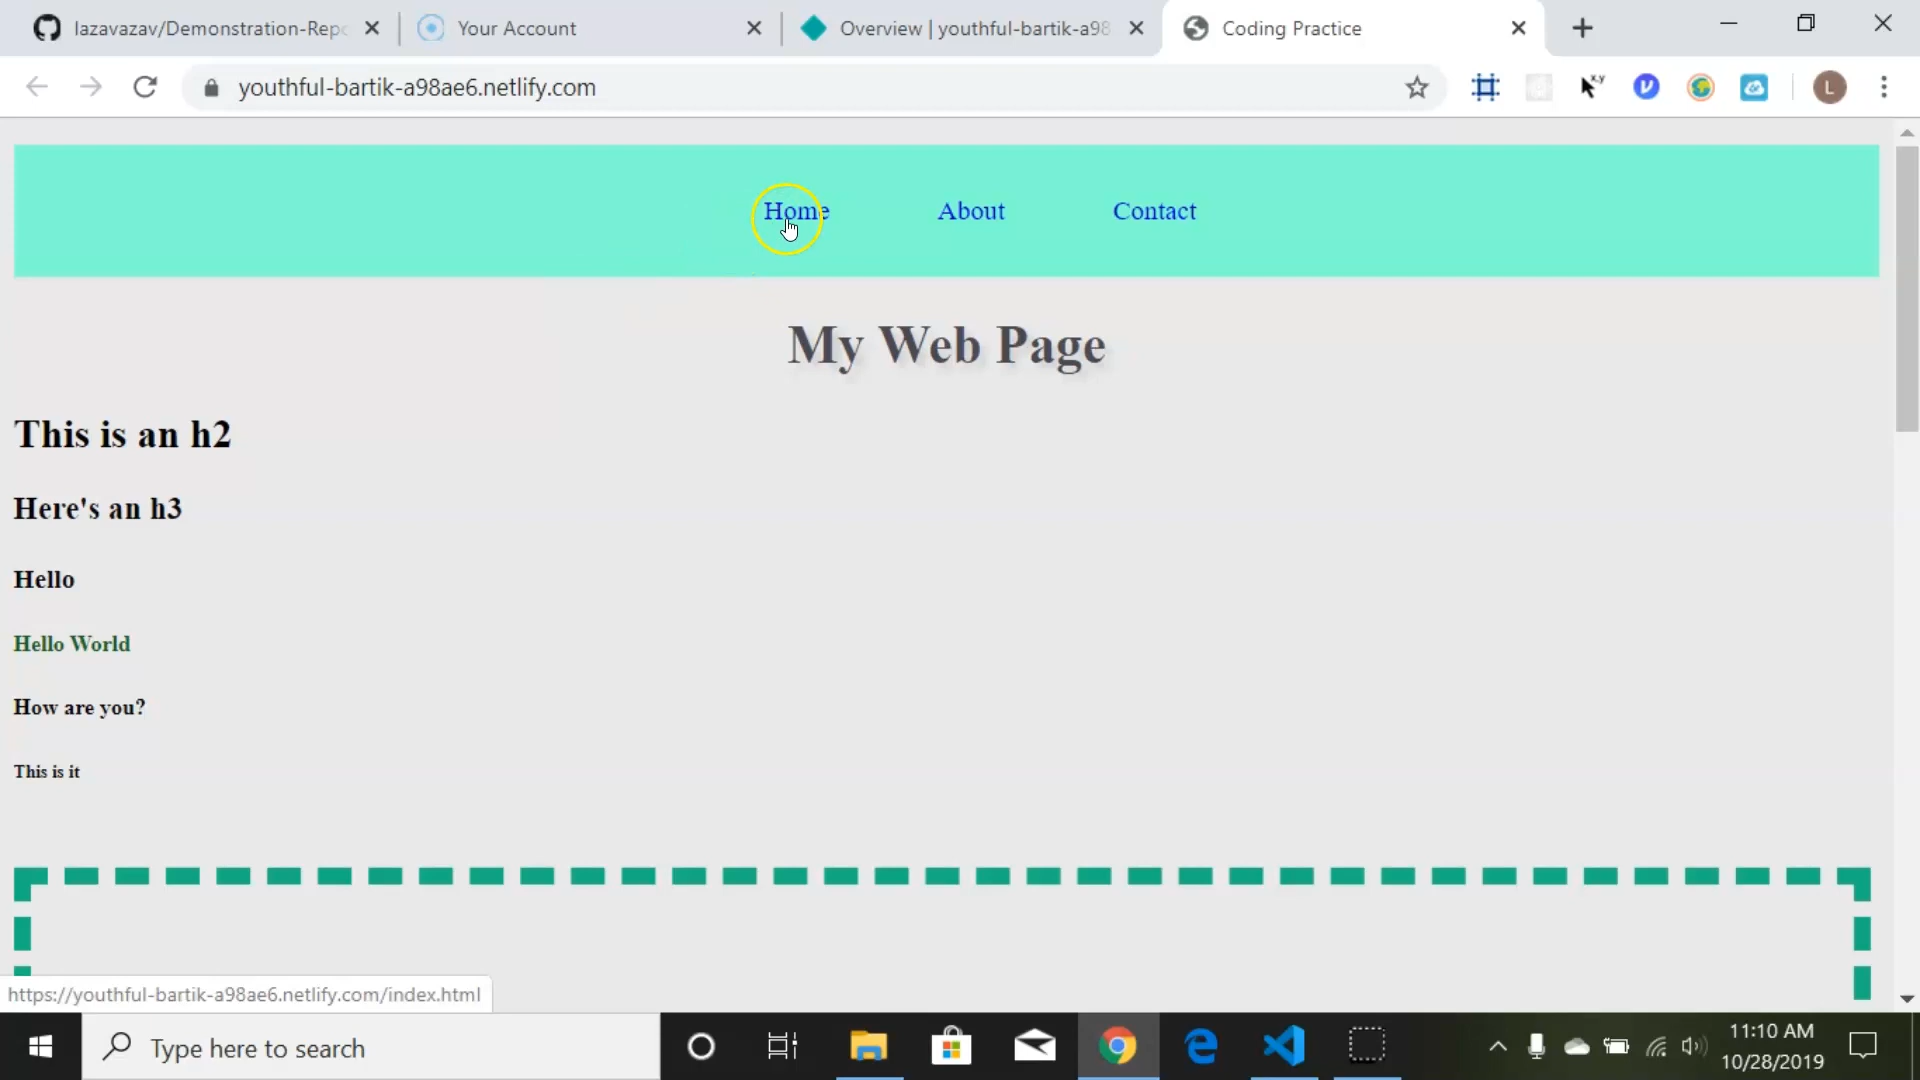 lazavazav/Demonstration-Repo
Your Account
Overview | youthful-bartik-a98
Coding Practice
youthful-bartik-a98ae6.netlify.com
L
Home
About
Contact
My Web Page
This is an h2
Here's an h3
Hello
Hello World
How are you?
This is it
https://youthful-bartik-a98ae6.netlify.com/index.html
Type here to search
11:10 AM
10/28/2019